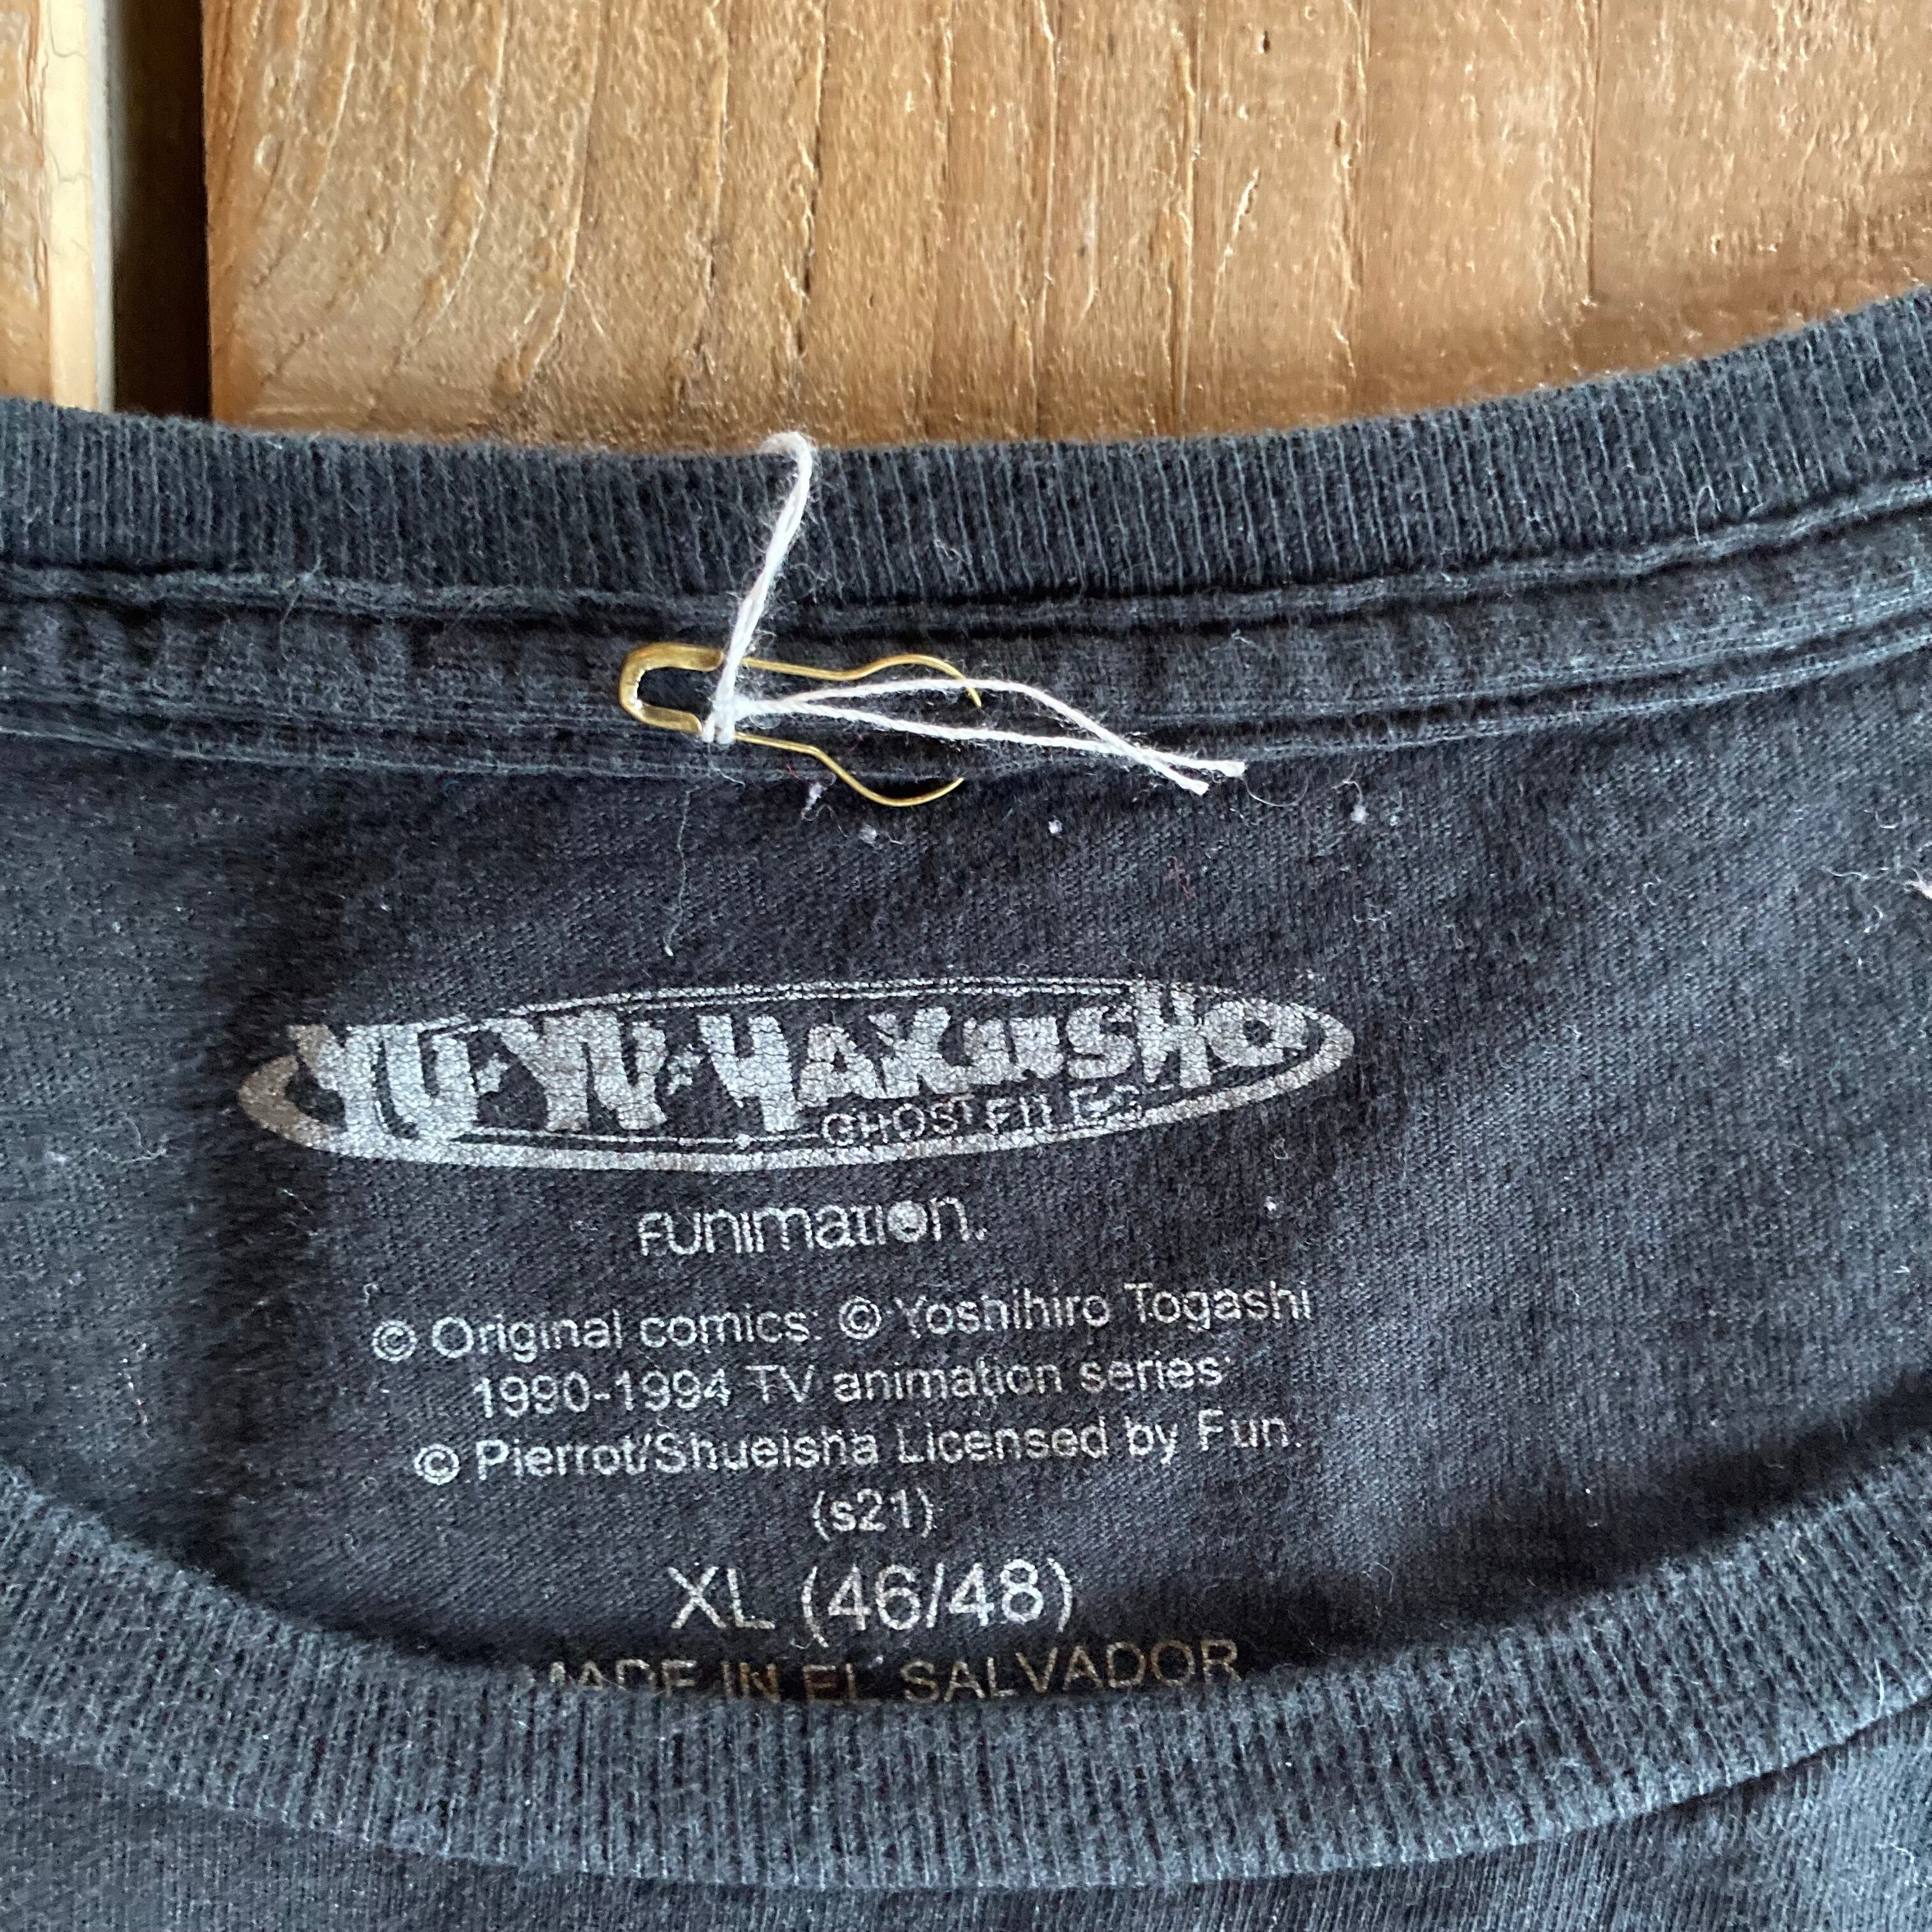 YU★YU★HAKUSHO
GHOST FILES
FUNIMATION.
© Original comics: © Yoshihiro Togashi
1990-1994 TV animation series:
© Pierrot/Shueisha Licensed by Fun.
(s21)
XL (46/48)
MADE IN EL SALVADOR